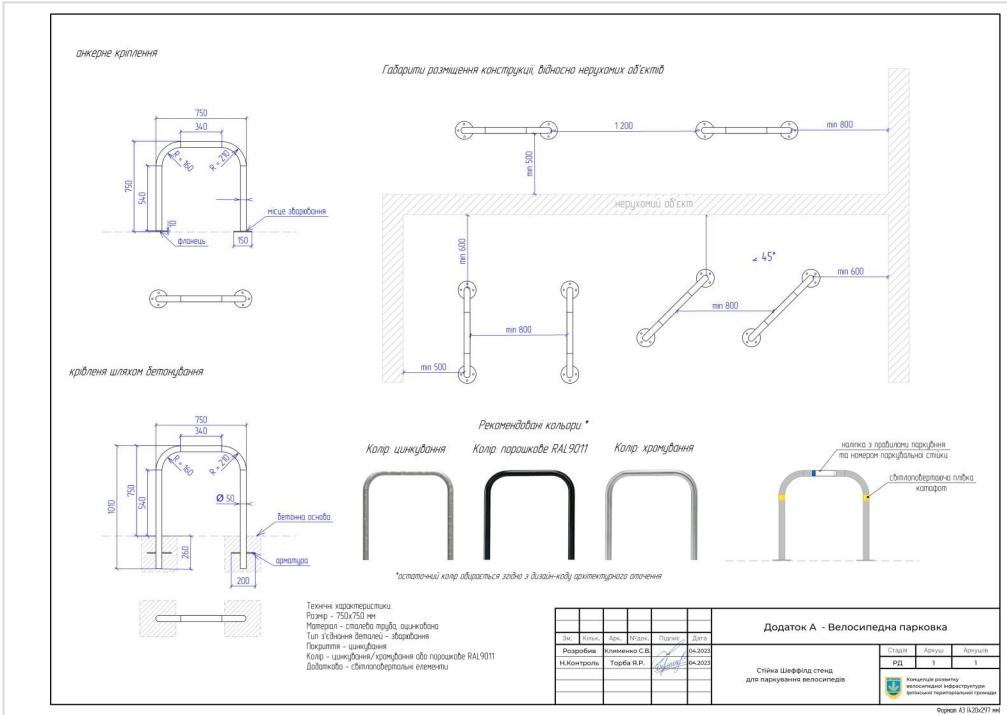 анкерне кріплення
750
340
R = 160
R = 210
750
540
10
місце зварювання
фланець
150
Габарити розміщення конструкції, відносно нерухомих об'єктів
1 200
min 800
min 500
нерухомий об'єкт
min 600
∠ 45°
min 600
min 800
min 800
min 500
крівленя шляхом бетонування
750
340
R = 160
R = 210
1010
750
540
Ø 50
бетонна основа
260
арматура
200
Рекомендовані кольори:*
Колір: цинкування
Колір: порошкове RAL9011
Колір: хромування
наліпка з правилами паркування
та номером паркувальної стійки
світлоповертаюча плівка
катафот
*остаточний колір обирається згідно з дизайн-коду архітектурного оточення
Технічні характеристики:
Розмір - 750х750 мм
Матеріал - сталева труба, оцинкована
Тип з'єднання деталей - зварювання
Покриття - цинкування
Колір - цинкування/хромування або порошкове RAL9011
Додатково - світлоповертальні елементи
Зм. Кільк. Арк. №док. Підпис Дата
Розробив Клименко С.В. 04.2023
Н.Контроль Торба Я.Р. 04.2023
Додаток А - Велосипедна парковка
Стійка Шеффілд стенд
для паркування велосипедів
Стадія Аркуш Аркушів
РД 1 1
Концепція розвитку
велосипедної інфраструктури
Ірпінської територіальної громади
Формат А3 (420х297 мм)